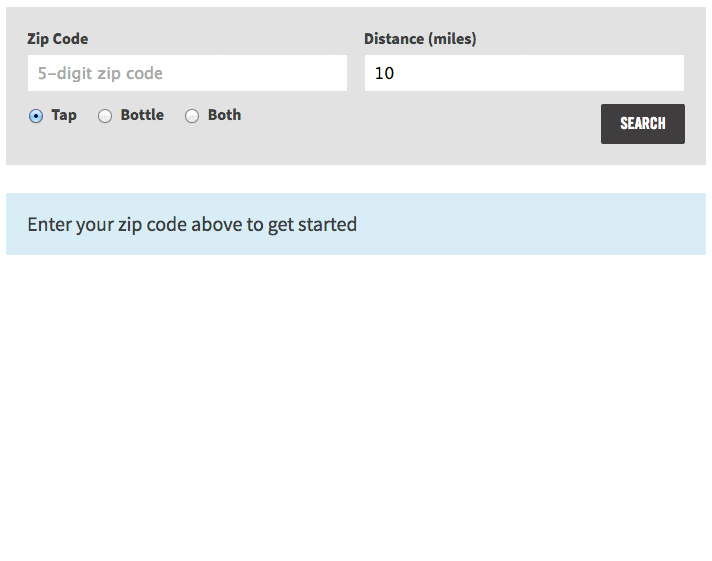 Zip Code
Distance (miles)
5-digit zip code
10
Tap
Bottle
Both
SEARCH
Enter your zip code above to get started